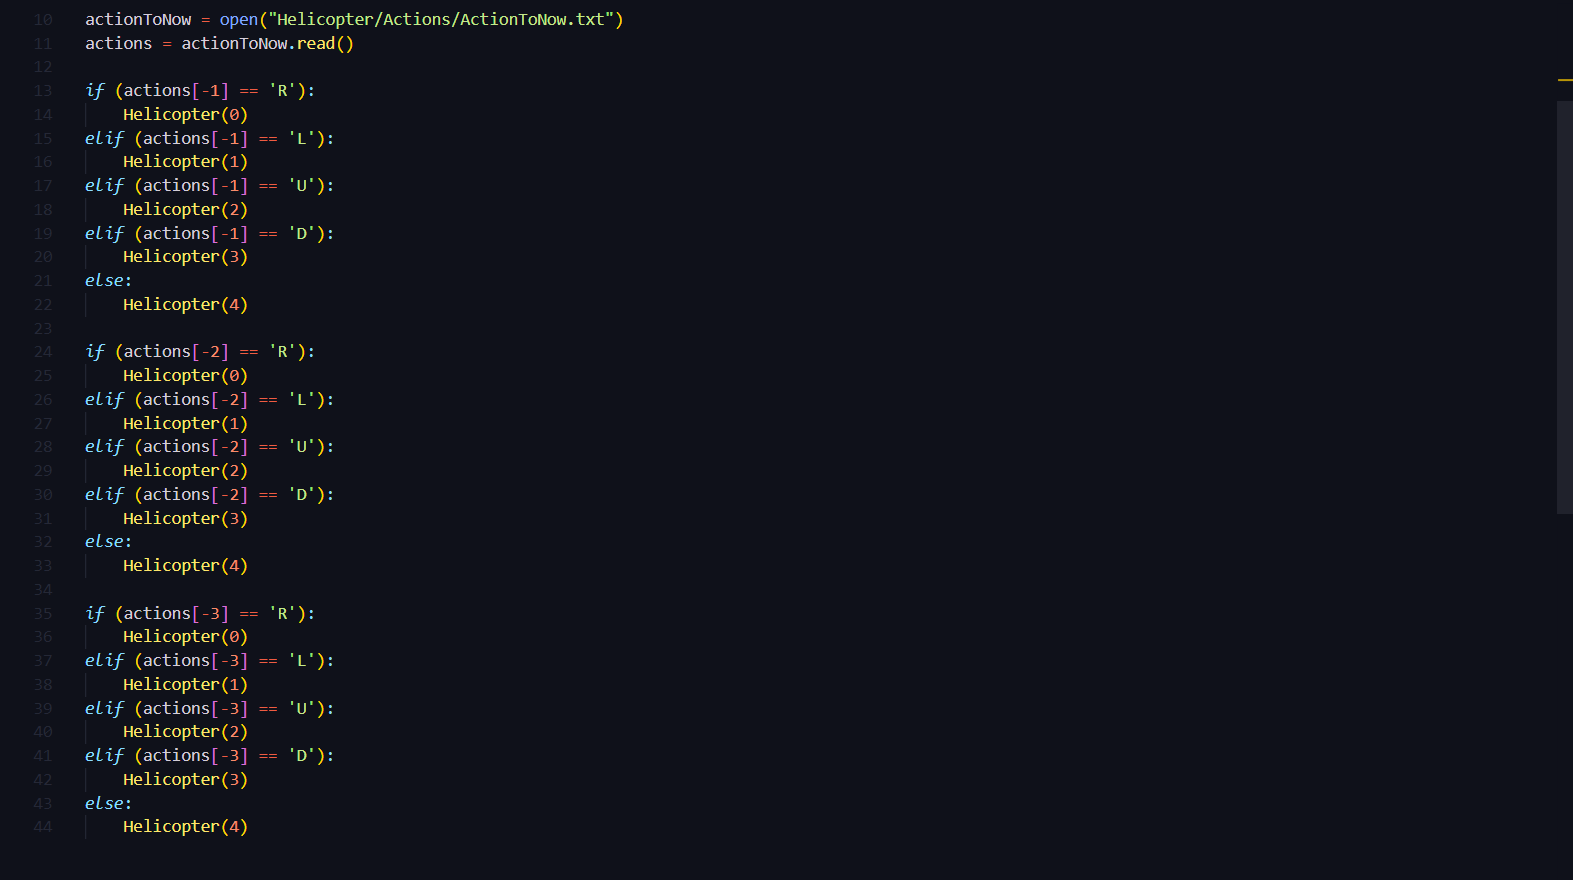 10 actionToNow = open("Helicopter/Actions/ActionToNow.txt")
11 actions = actionToNow.read()
12
13 if (actions[-1] == 'R'):
14 Helicopter(0)
15 elif (actions[-1] == 'L'):
16 Helicopter(1)
17 elif (actions[-1] == 'U'):
18 Helicopter(2)
19 elif (actions[-1] == 'D'):
20 Helicopter(3)
21 else:
22 Helicopter(4)
23
24 if (actions[-2] == 'R'):
25 Helicopter(0)
26 elif (actions[-2] == 'L'):
27 Helicopter(1)
28 elif (actions[-2] == 'U'):
29 Helicopter(2)
30 elif (actions[-2] == 'D'):
31 Helicopter(3)
32 else:
33 Helicopter(4)
34
35 if (actions[-3] == 'R'):
36 Helicopter(0)
37 elif (actions[-3] == 'L'):
38 Helicopter(1)
39 elif (actions[-3] == 'U'):
40 Helicopter(2)
41 elif (actions[-3] == 'D'):
42 Helicopter(3)
43 else:
44 Helicopter(4)